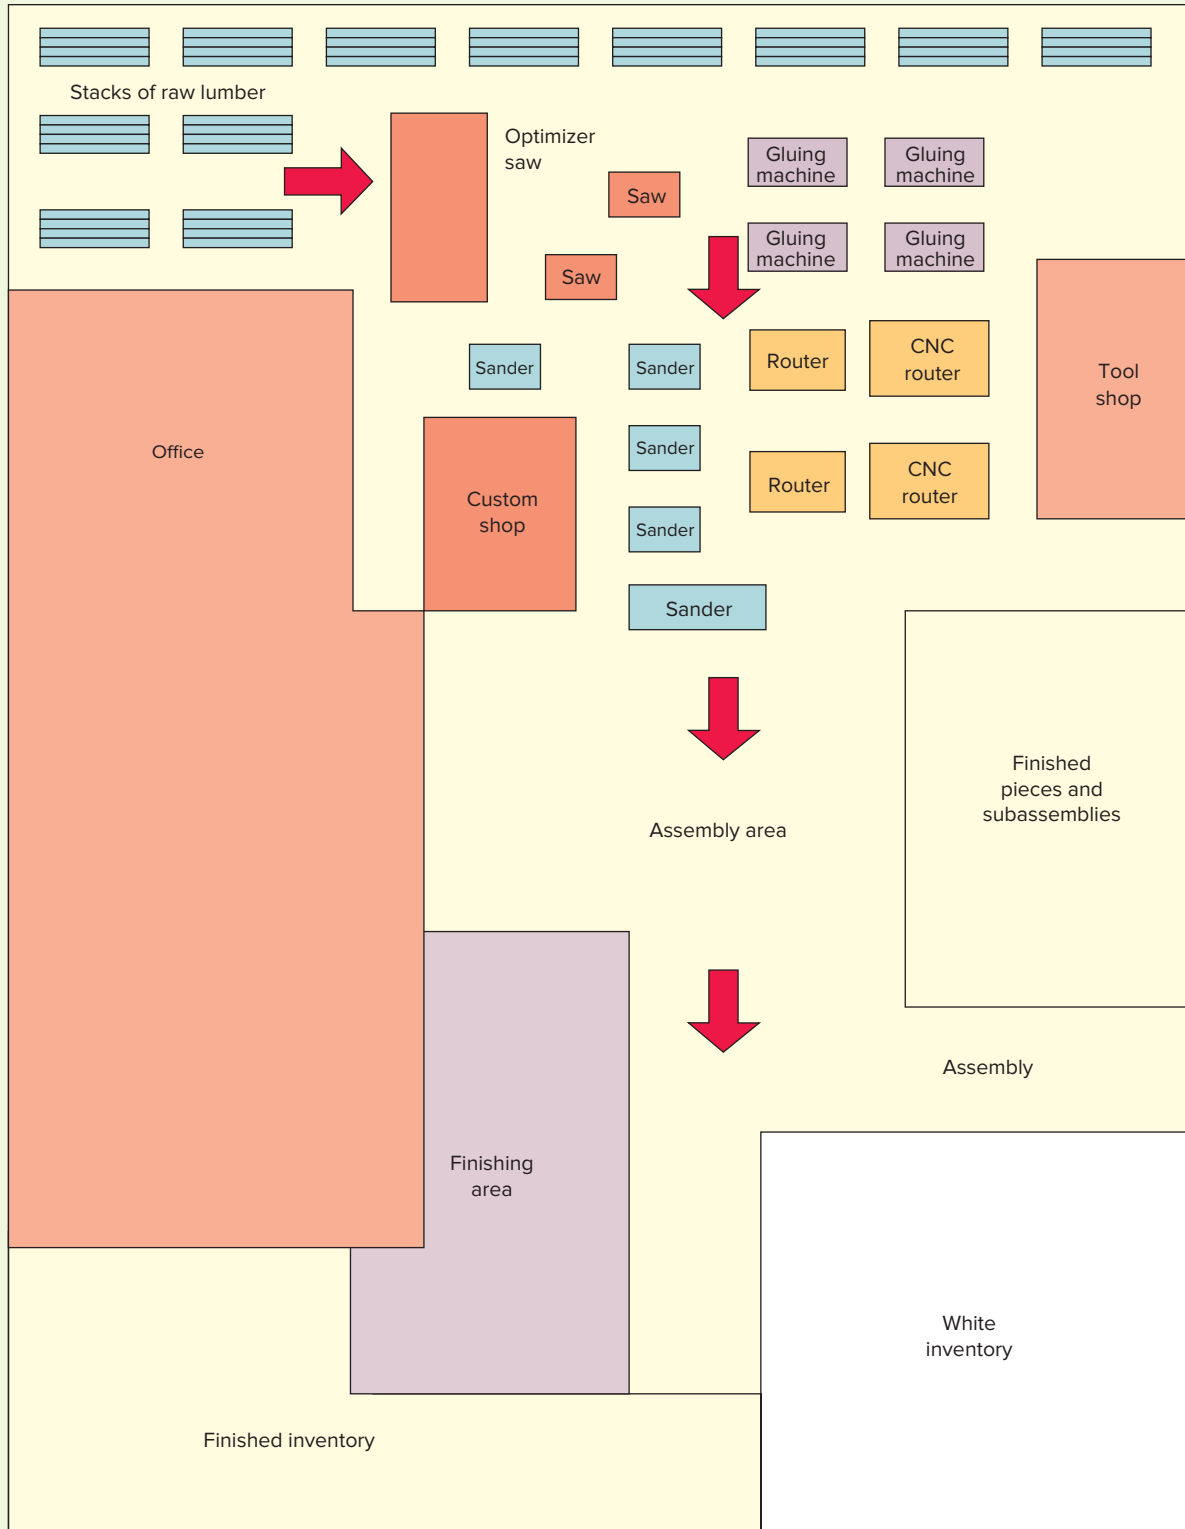 Stacks of raw lumber
Optimizer
saw
Saw
Saw
Gluing
machine
Gluing
machine
Gluing
machine
Gluing
machine
Sander
Sander
Router
CNC
router
Tool
shop
Office
Sander
Custom
shop
Router
CNC
router
Sander
Sander
Finished
pieces and
subassemblies
Assembly area
Assembly
Finishing
area
White
inventory
Finished inventory